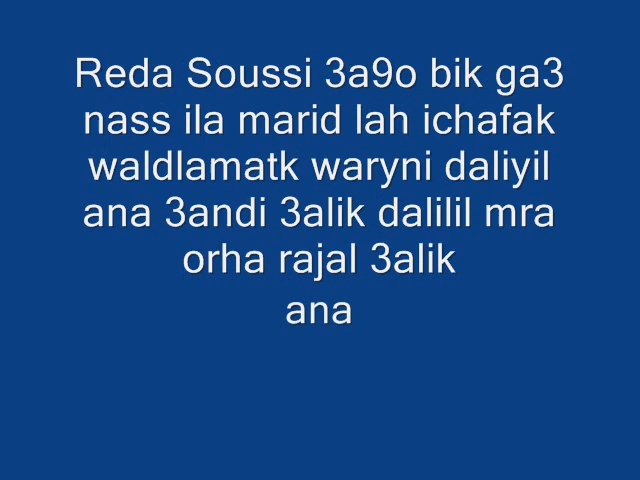 Reda Soussi 3a9o bik ga3
nass ila marid lah ichafak
waldlamatk waryni daliyil
ana 3andi 3alik dalilil mra
orha rajal 3alik
ana